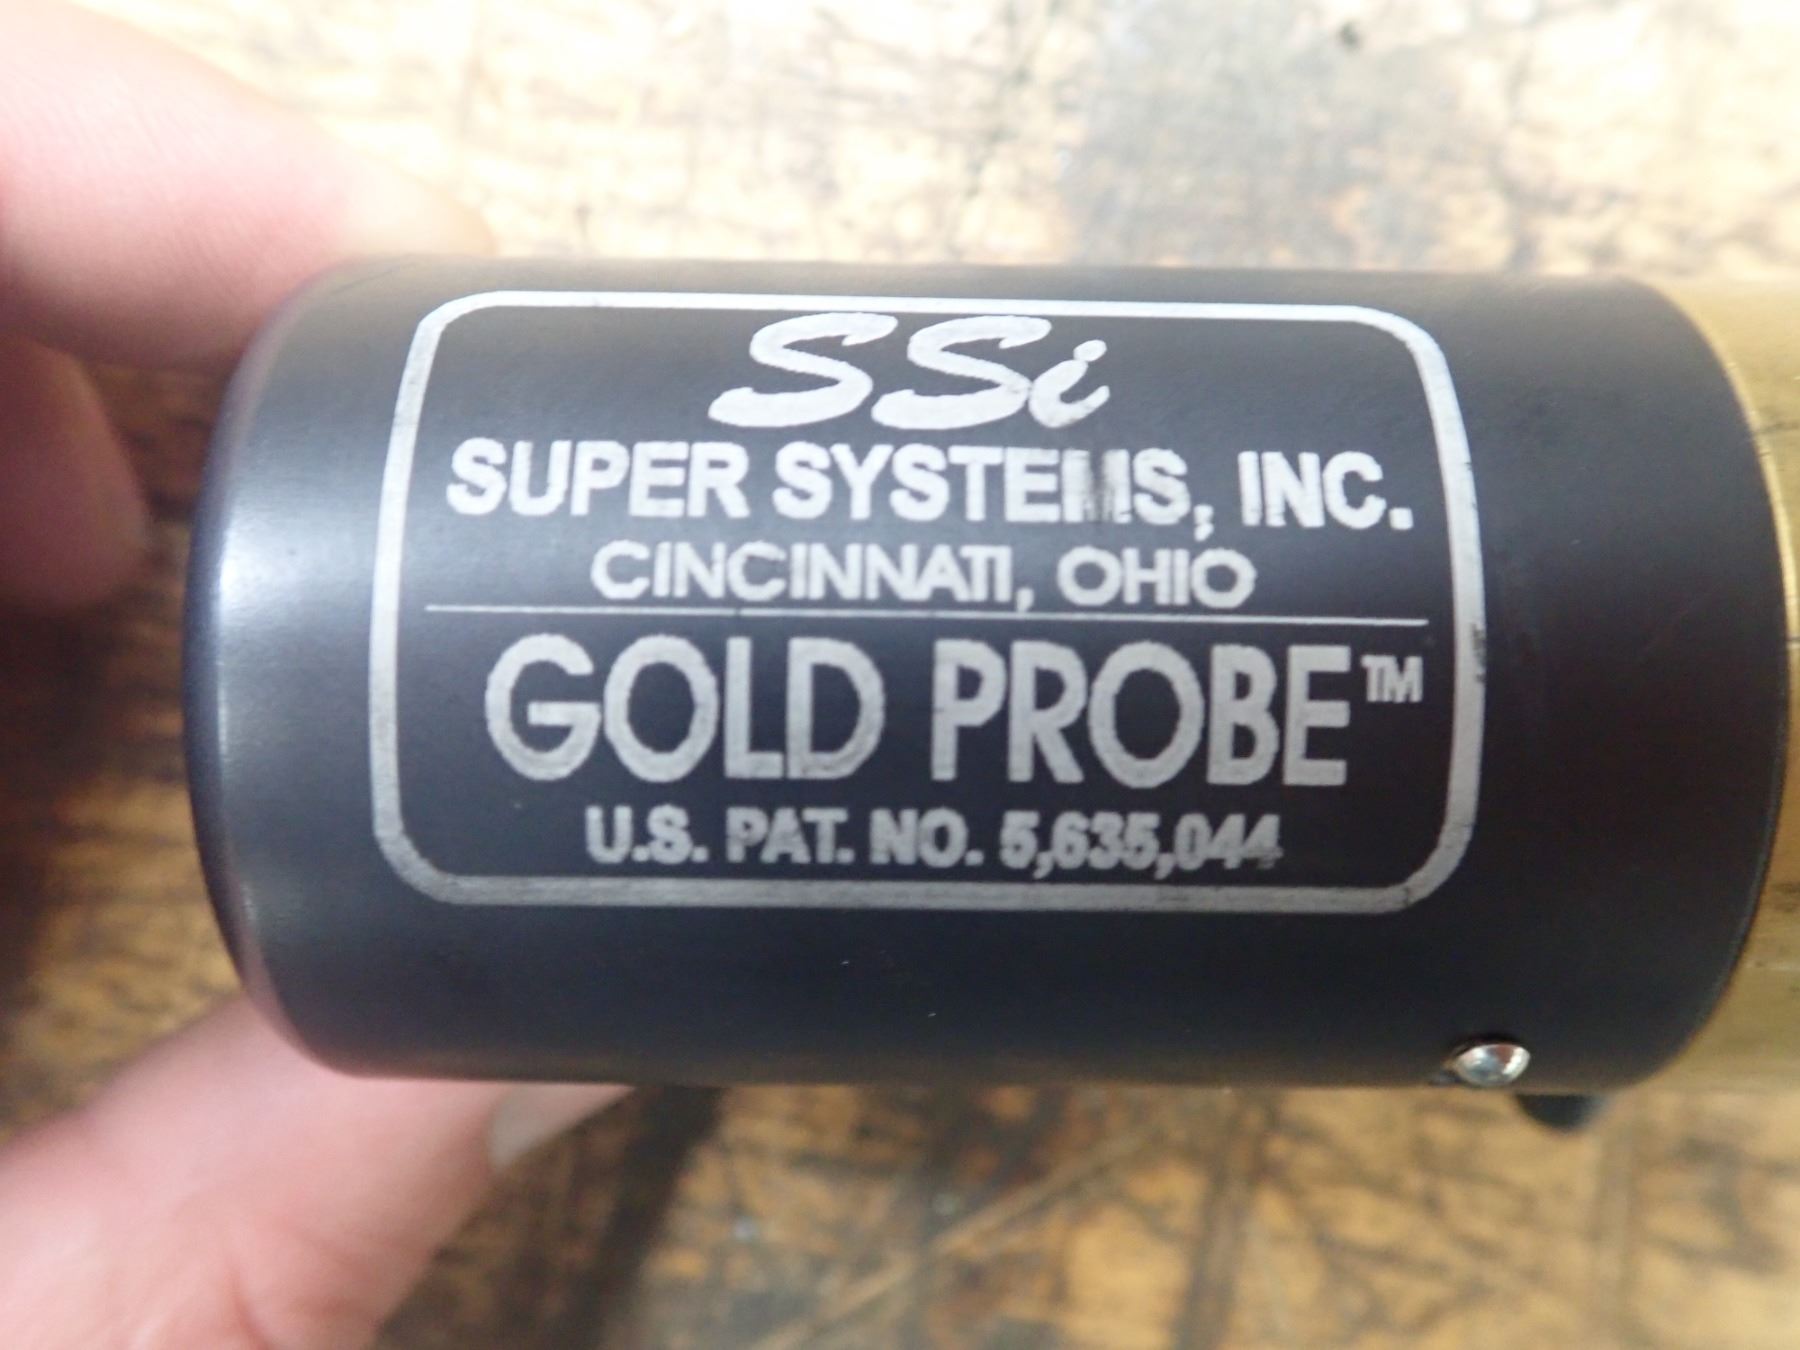 SSi
SUPER SYSTEMS, INC.
CINCINNATI, OHIO
GOLD PROBE™
U.S. PAT. NO. 5,635,044